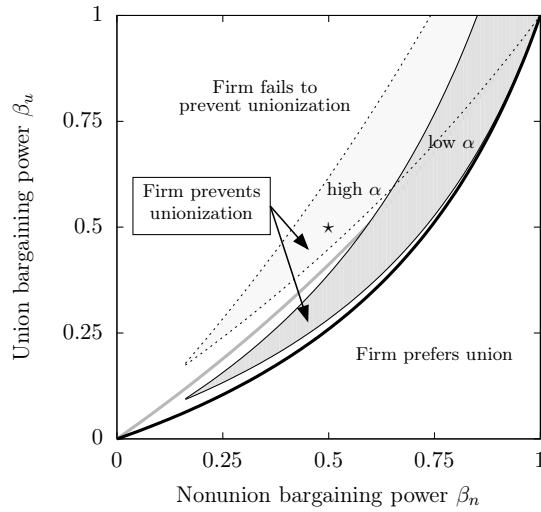 1
0.75
0.5
0.25
0
0
0.25
0.5
0.75
1
Union bargaining power βᵤ
Nonunion bargaining power βₙ
Firm fails to
prevent unionization
low α
high α
Firm prevents
unionization
⋆
Firm prefers union